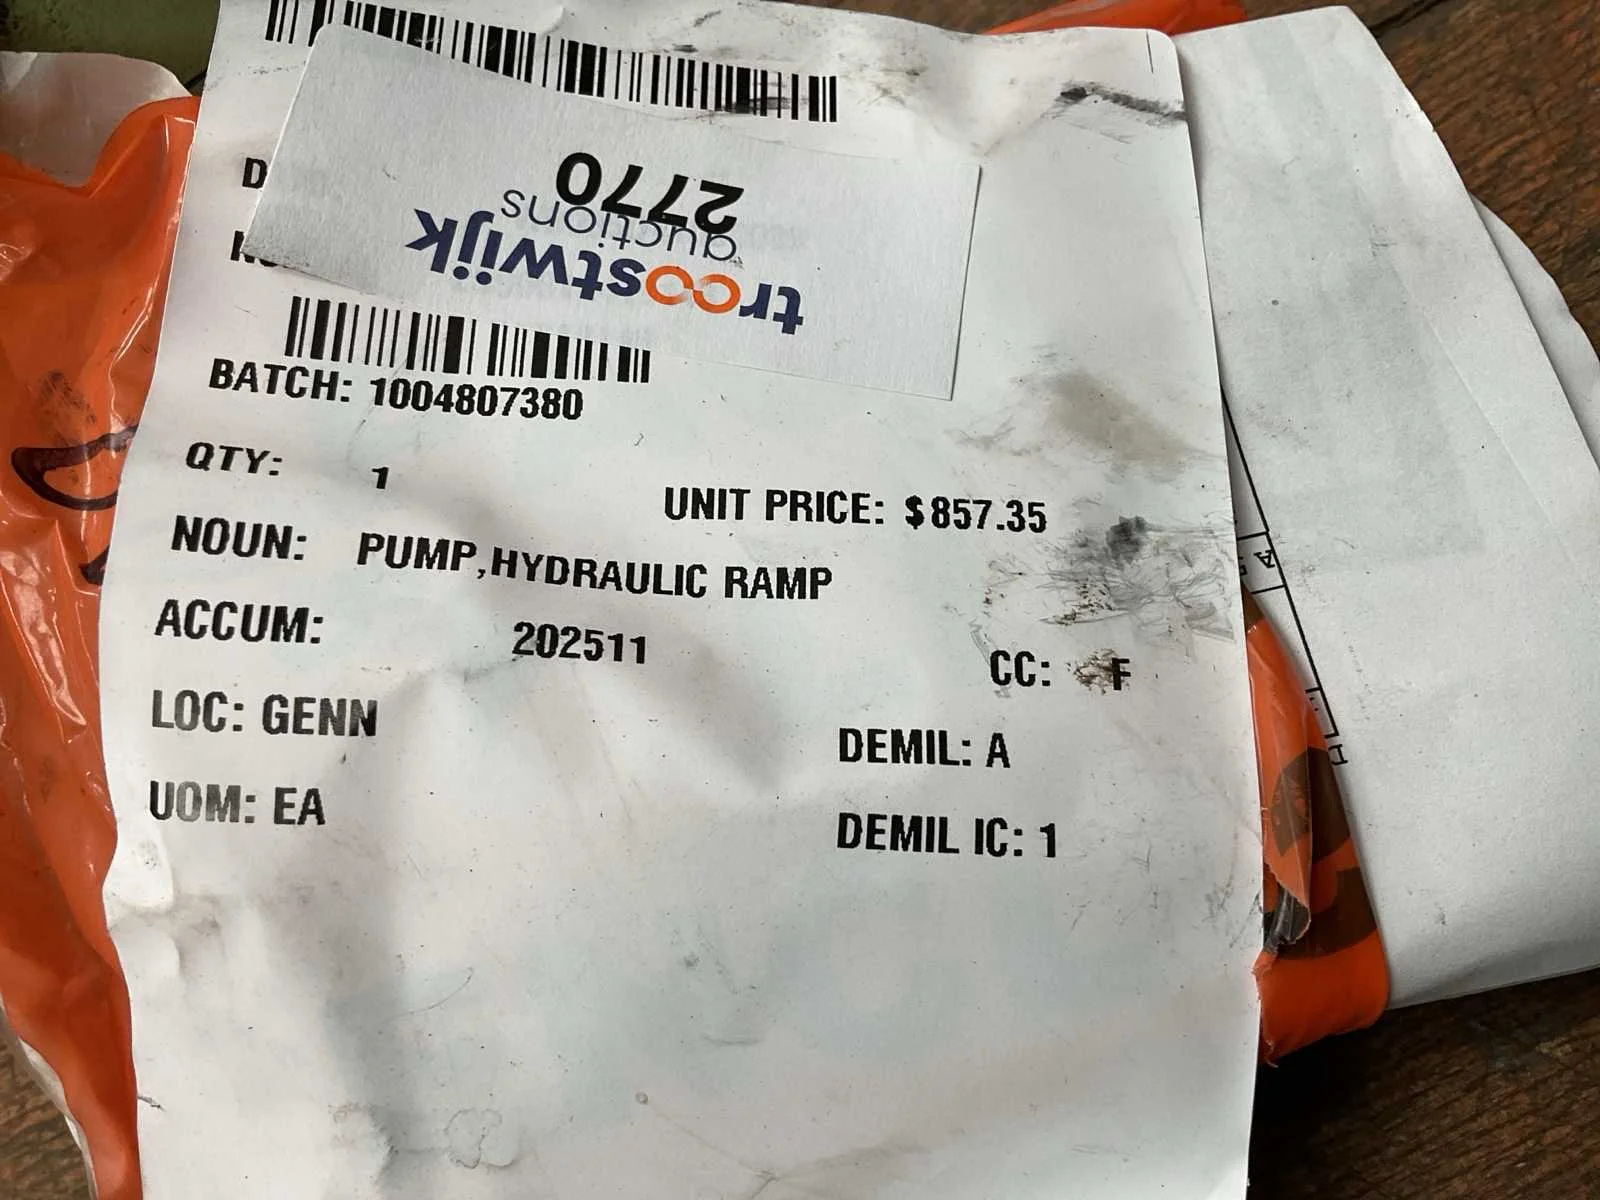 troostwijk
auctions
2770
BATCH: 1004807380
QTY: 1
UNIT PRICE: $857.35
NOUN: PUMP,HYDRAULIC RAMP
ACCUM: 202511
CC: F
LOC: GENN
DEMIL: A
UOM: EA
DEMIL IC: 1